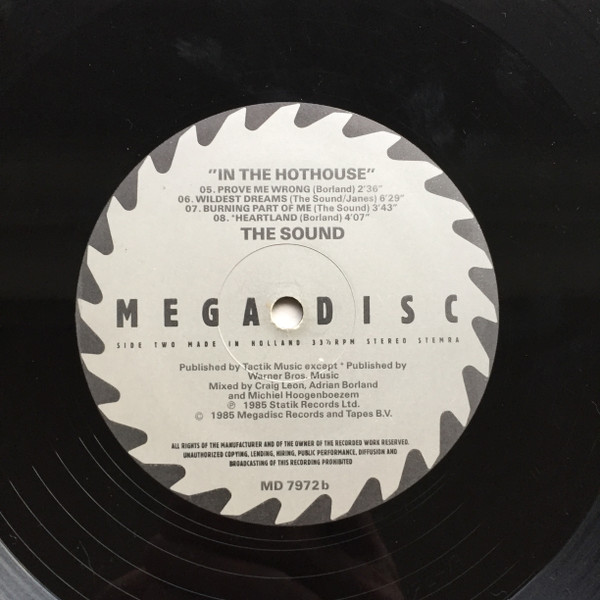 "IN THE HOTHOUSE"
05. PROVE ME WRONG (Borland) 2'36"
06. WILDEST DREAMS (The Sound/Janes) 6'29"
07. BURNING PART OF ME (The Sound) 3'43"
08. *HEARTLAND (Borland) 4'07"
THE SOUND
MEGADISC
SIDE TWO MADE IN HOLLAND 33⅓RPM STEREO STEMRA
Published by Tactik Music except * Published by
Warner Bros. Music
Mixed by Craig Leon, Adrian Borland
and Michiel Hoogenboezem
℗ 1985 Statik Records Ltd.
© 1985 Megadisc Records and Tapes B.V.
ALL RIGHTS OF THE MANUFACTURER AND OF THE OWNER OF THE RECORDED WORK RESERVED.
UNAUTHORIZED COPYING, LENDING, HIRING, PUBLIC PERFORMANCE, DIFFUSION AND
BROADCASTING OF THIS RECORDING PROHIBITED
MD 7972b